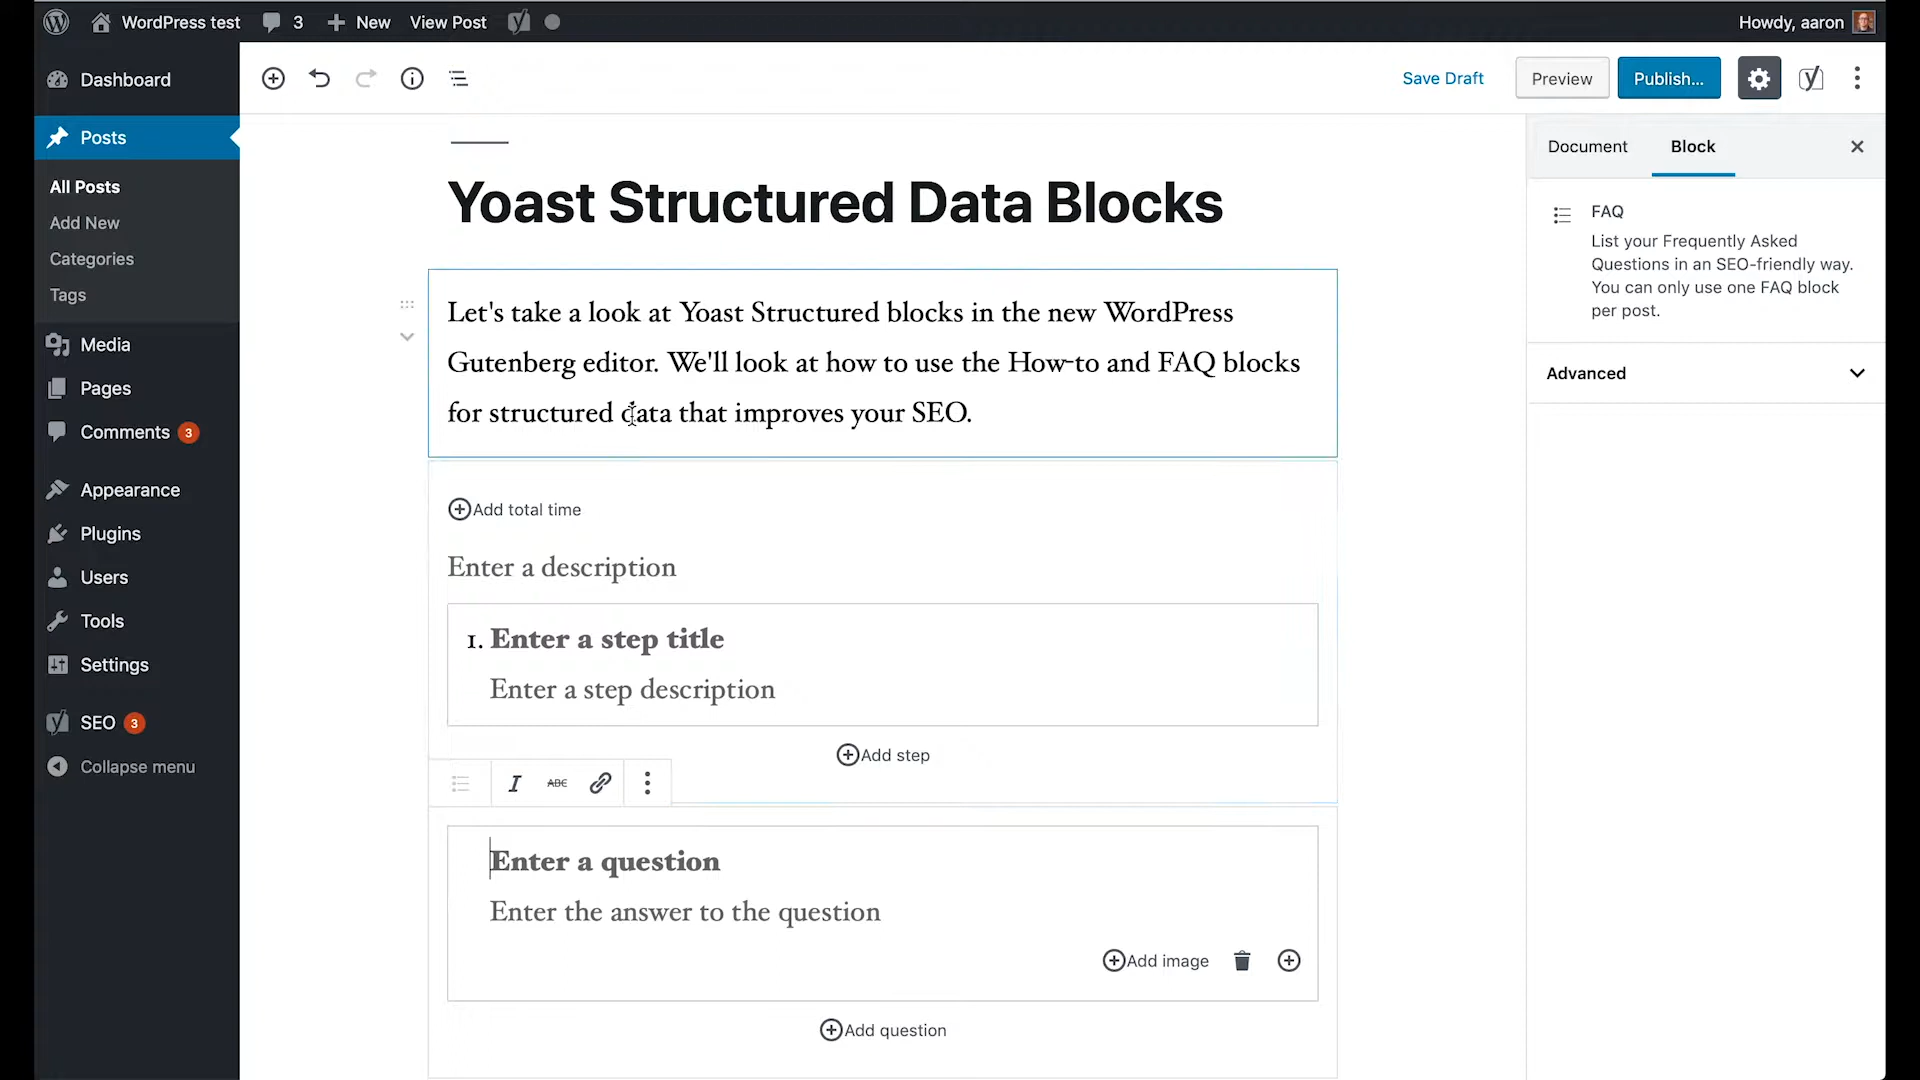 WordPress test
3
New
View Post
Howdy, aaron
Dashboard
Posts
All Posts
Add New
Categories
Tags
Media
Pages
Comments 3
Appearance
Plugins
Users
Tools
Settings
SEO 3
Collapse menu
Save Draft
Preview
Publish...
Yoast Structured Data Blocks
Let's take a look at Yoast Structured blocks in the new WordPress
Gutenberg editor. We'll look at how to use the How-to and FAQ blocks
for structured data that improves your SEO.
Add total time
Enter a description
1. Enter a step title
Enter a step description
Add step
ABC
Enter a question
Enter the answer to the question
Add image
Add question
Document
Block
FAQ
List your Frequently Asked
Questions in an SEO-friendly way.
You can only use one FAQ block
per post.
Advanced